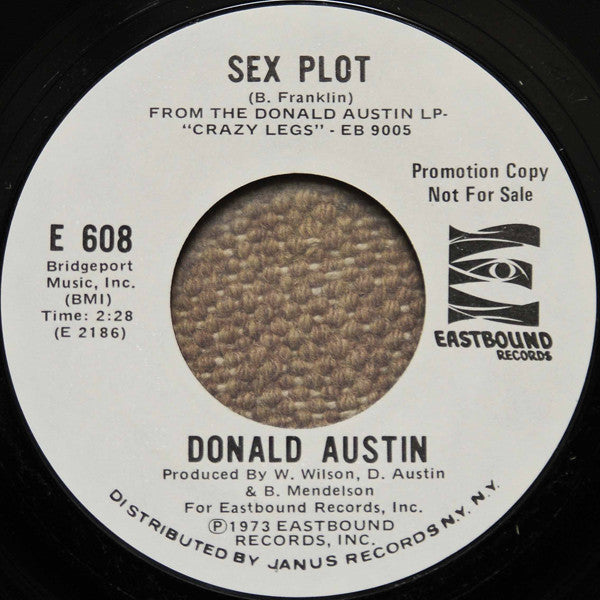 SEX PLOT
(B. Franklin)
FROM THE DONALD AUSTIN LP-
"CRAZY LEGS" - EB 9005
Promotion Copy
Not For Sale
E 608
Bridgeport
Music, Inc.
(BMI)
Time: 2:28
(E 2186)
EASTBOUND
RECORDS
DONALD AUSTIN
Produced By W. Wilson, D. Austin
& B. Mendelson
For Eastbound Records, Inc.
Ⓟ1973 EASTBOUND
RECORDS, INC.
DISTRIBUTED BY JANUS RECORDS N.Y. N.Y.